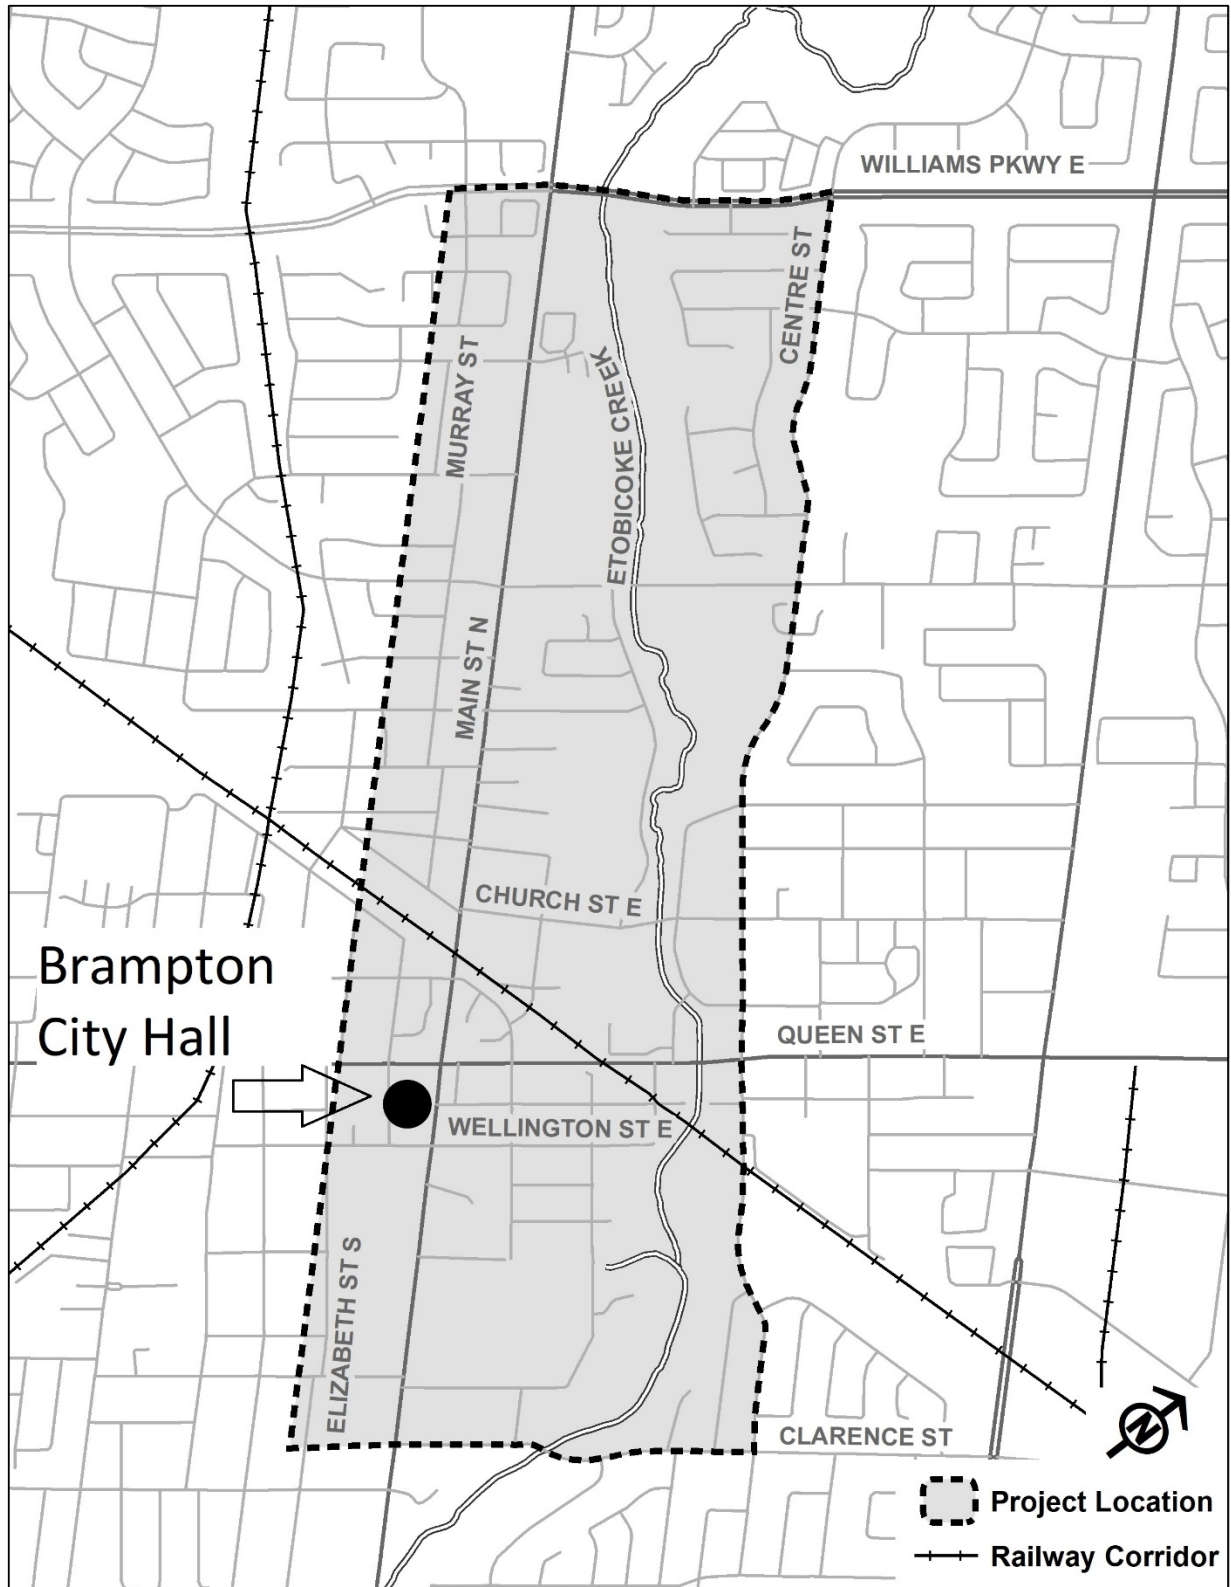 WILLIAMS PKWY E
CENTRE ST
MURRAY ST
ETOBICOKE CREEK
MAIN ST N
CHURCH ST E
Brampton
City Hall
QUEEN ST E
WELLINGTON ST E
ELIZABETH ST S
CLARENCE ST
N
Project Location
Railway Corridor